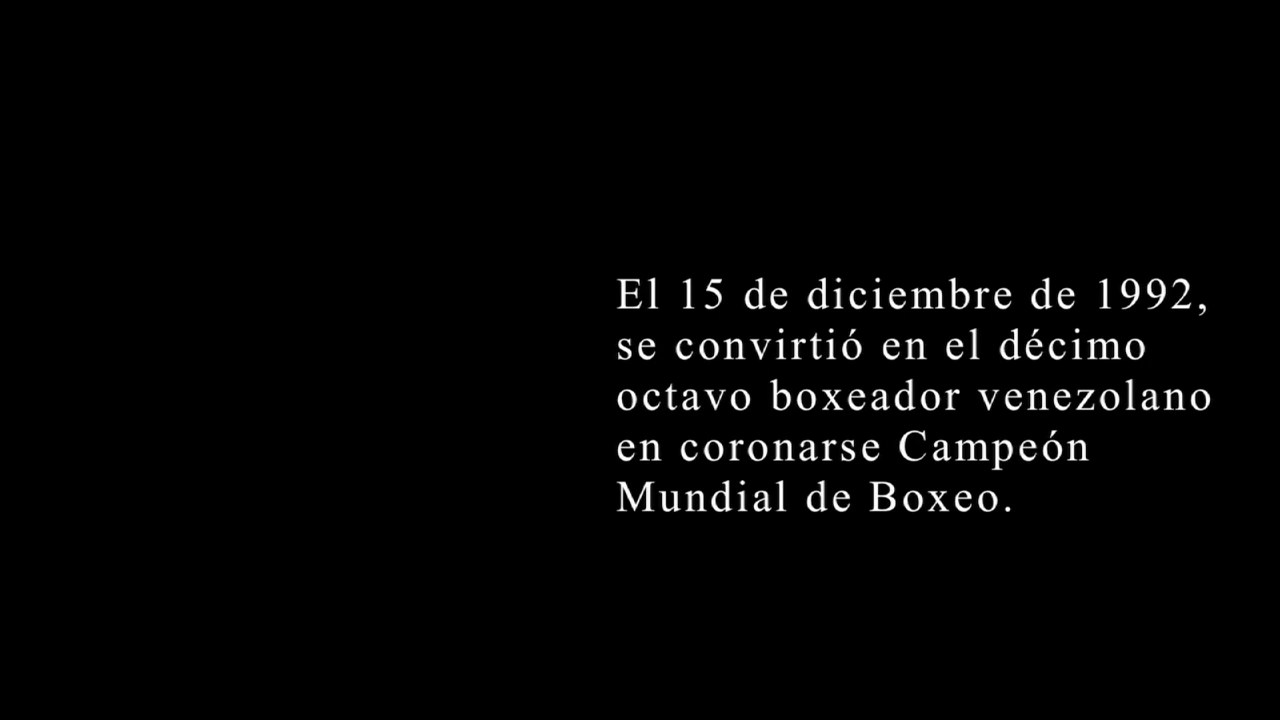 El 15 de diciembre de 1992,
se convirtió en el décimo
octavo boxeador venezolano
en coronarse Campeón
Mundial de Boxeo.